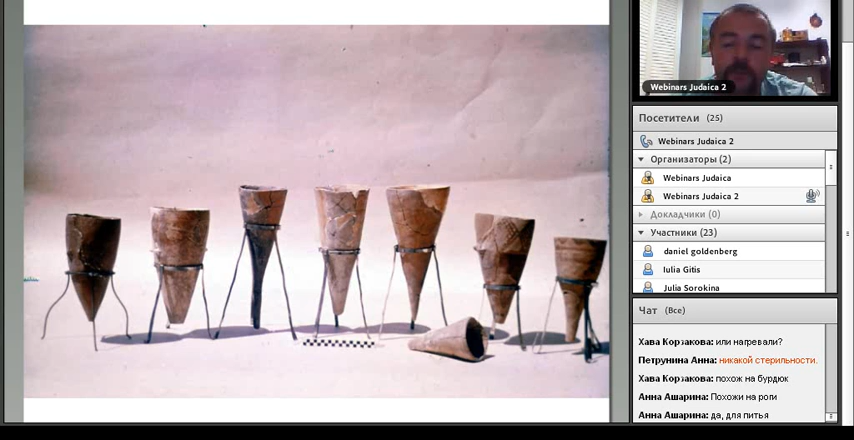 Webinars Judaica 2
Посетители (25)
Webinars Judaica 2
Организаторы (2)
Webinars Judaica
Webinars Judaica 2
Докладчики (0)
Участники (23)
daniel goldenberg
Iulia Gitis
Julia Sorokina
Чат (Все)
Хава Корзакова: или нагревали?
Петрунина Анна: никакой стерильности.
Хава Корзакова: похож на бурдюк
Анна Ашарина: Похожи на роги
Анна Ашарина: да, для питья